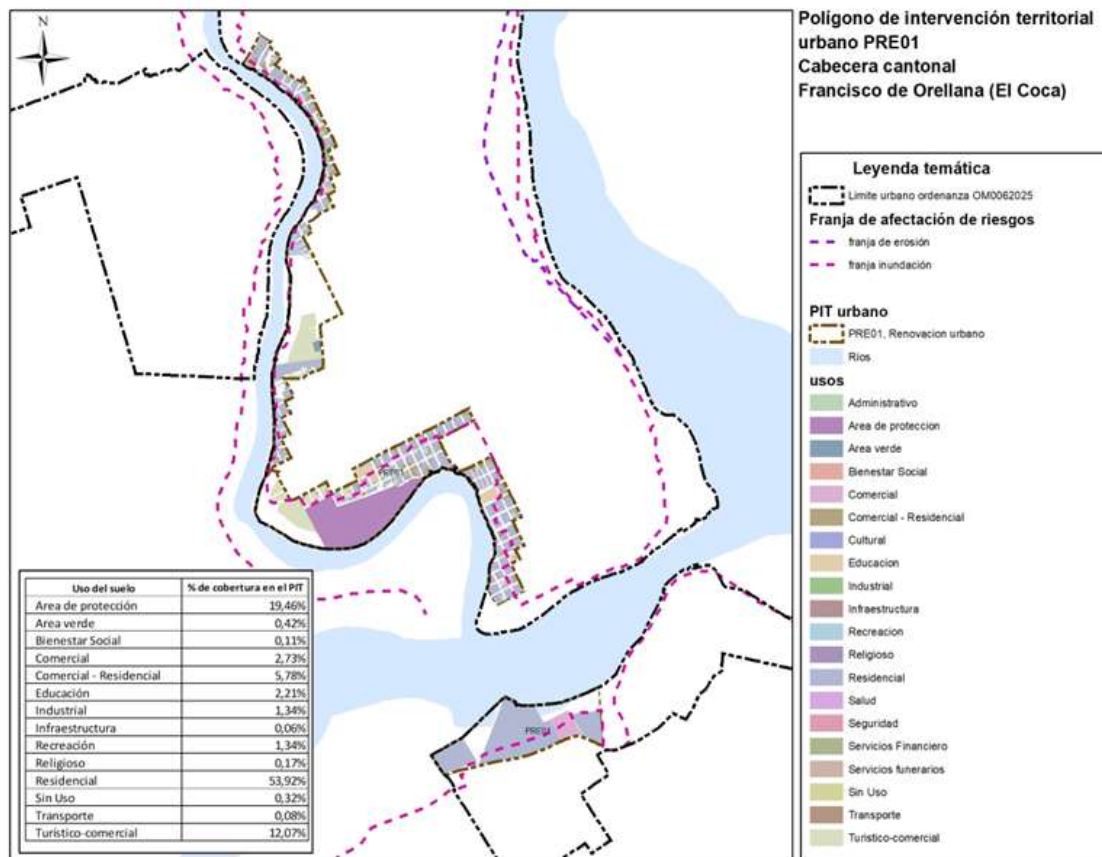 Polígono de intervención territorial
urbano PRE01
Cabecera cantonal
Francisco de Orellana (El Coca)
N
Leyenda temática
Limite urbano ordenanza OM0062025
Franja de afectación de riesgos
franja de erosión
franja inundación
PIT urbano
PRE01, Renovacion urbano
Ríos
usos
Administrativo
Area de proteccion
Area verde
Bienestar Social
Comercial
Comercial - Residencial
Cultural
Educacion
Industrial
Infraestructura
Recreacion
Religioso
Residencial
Salud
Seguridad
Servicios Financiero
Servicios funerarios
Sin Uso
Transporte
Turistico-comercial
PRE01
PRE01
Uso del suelo % de cobertura en el PIT
Area de protección 19,46%
Area verde 0,42%
Bienestar Social 0,11%
Comercial 2,73%
Comercial - Residencial 5,78%
Educación 2,21%
Industrial 1,34%
Infraestructura 0,06%
Recreación 1,34%
Religioso 0,17%
Residencial 53,92%
Sin Uso 0,32%
Transporte 0,08%
Turístico-comercial 12,07%